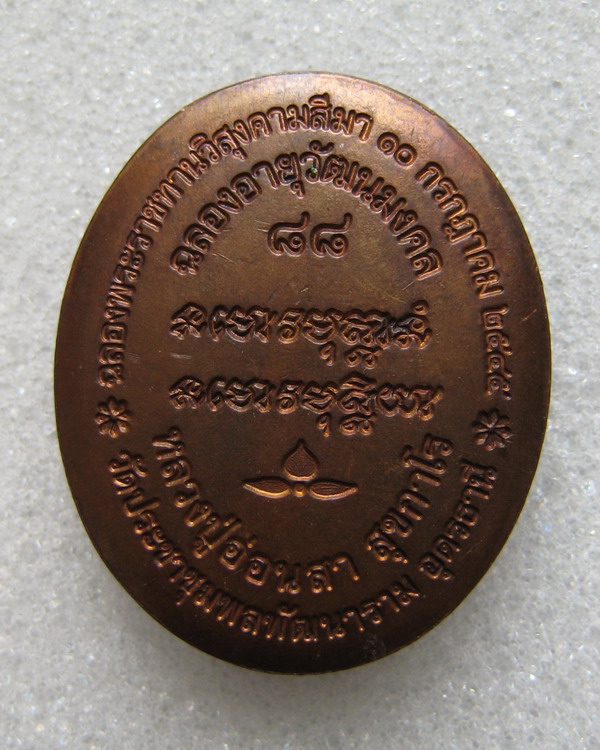 ฉลองพระราชทานวิสุงคามสีมา ๑๐ กรกฎาคม ๒๕๔๕
ฉลองอายุวัฒนมงคล
๘๘
หลวงปู่อ่อนสา สุขกาโร
วัดประชาชุมพลพัฒนาราม อุดรธานี